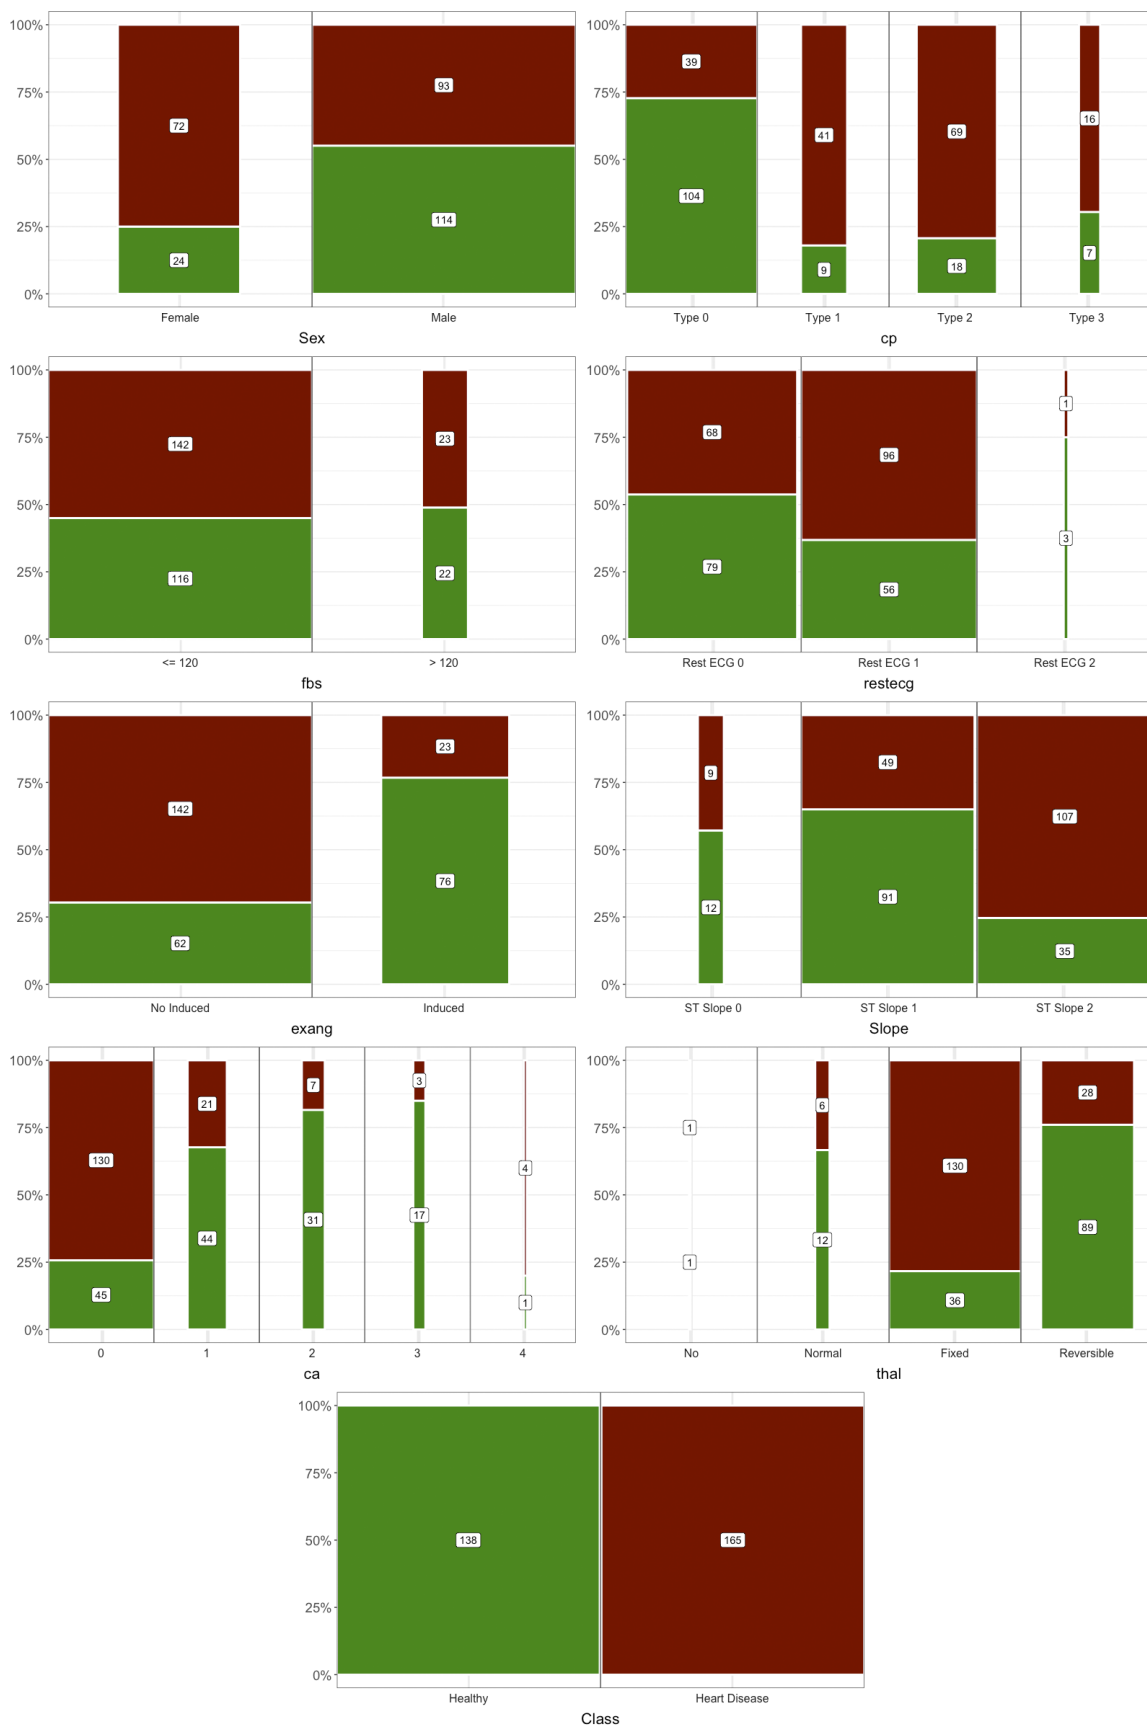 100% 100%
39
93
75% 75%
16
72 69
41
50% 50%
104
114
25% 25%
7
24 18
9
0% 0%
Female Male Type 0 Type 1 Type 2 Type 3
Sex cp
100% 100%
1
68
142 23 96
75% 75%
50% 50%
3
79
116 22 56
25% 25%
0% 0%
<= 120 > 120 Rest ECG 0 Rest ECG 1 Rest ECG 2
fbs restecg
100% 100%
23 49
9
142 107
75% 75%
50% 50%
76 91
12
62 35
25% 25%
0% 0%
No Induced Induced ST Slope 0 ST Slope 1 ST Slope 2
exang Slope
100% 100%
7 3 28
21 6
75% 1 75%
130 4 130
50% 50%
31 17 89
44 12
25% 25% 1
45 1 36
0% 0%
0 1 2 3 4 No Normal Fixed Reversible
ca thal
100%
75%
50% 138 165
25%
0%
Healthy Heart Disease
Class